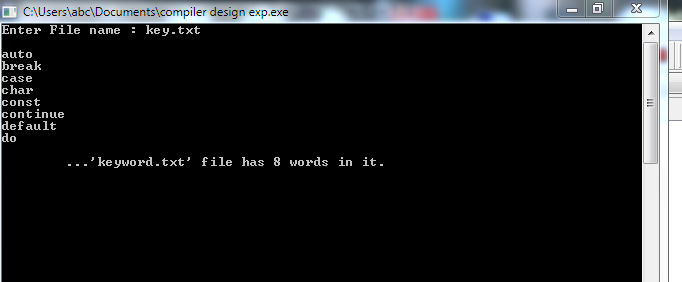 C:\Users\abc\Documents\compiler design exp.exe
Enter File name : key.txt
auto
break
case
char
const
continue
default
do
...'keyword.txt' file has 8 words in it.